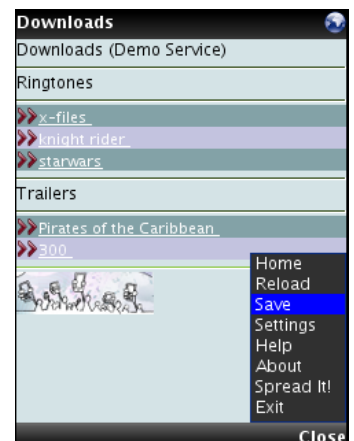 Downloads
Downloads (Demo Service)
Ringtones
x-files
knight rider
starwars
Trailers
Pirates of the Caribbean
300
Home
Reload
Save
Settings
Help
About
Spread It!
Exit
Close